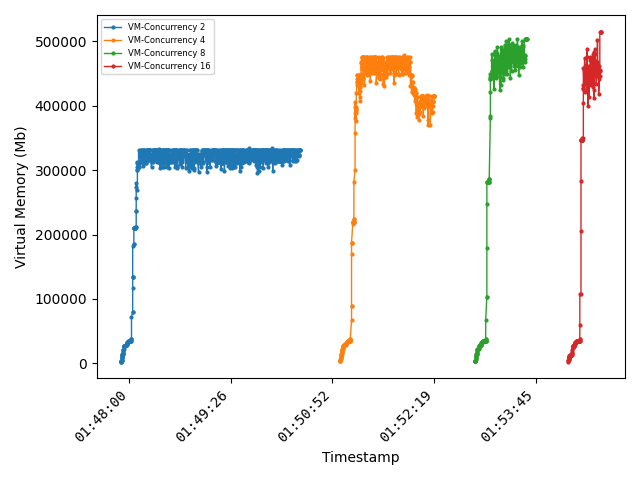 VM-Concurrency 2
VM-Concurrency 4
VM-Concurrency 8
VM-Concurrency 16
Virtual Memory (Mb)
500000
400000
300000
200000
100000
0
01:48:00
01:49:26
01:50:52
01:52:19
01:53:45
Timestamp